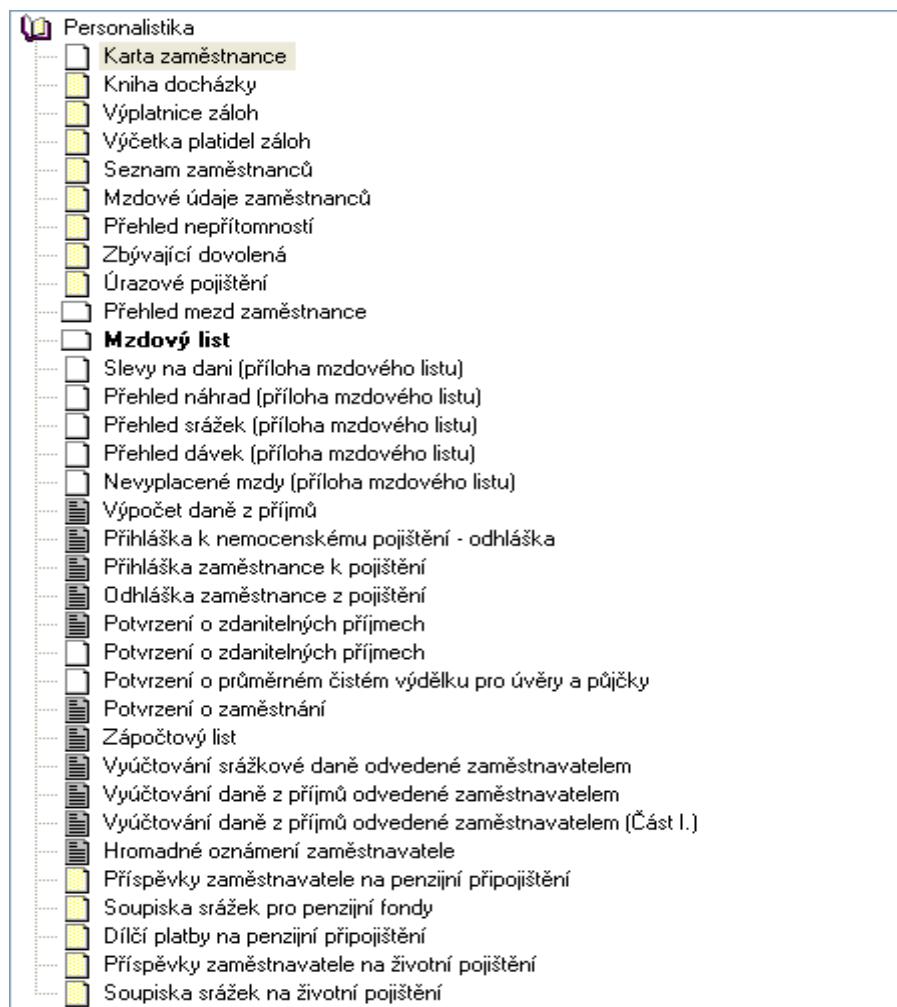 Personalistika
Karta zaměstnance
Kniha docházky
Výplatnice záloh
Výčetka platidel záloh
Seznam zaměstnanců
Mzdové údaje zaměstnanců
Přehled nepřítomností
Zbývající dovolená
Úrazové pojištění
Přehled mezd zaměstnance
Mzdový list
Slevy na dani (příloha mzdového listu)
Přehled náhrad (příloha mzdového listu)
Přehled srážek (příloha mzdového listu)
Přehled dávek (příloha mzdového listu)
Nevyplacené mzdy (příloha mzdového listu)
Výpočet daně z příjmů
Přihláška k nemocenskému pojištění - odhláška
Přihláška zaměstnance k pojištění
Odhláška zaměstnance z pojištění
Potvrzení o zdanitelných příjmech
Potvrzení o zdanitelných příjmech
Potvrzení o průměrném čistém výdělku pro úvěry a půjčky
Potvrzení o zaměstnání
Zápočtový list
Vyúčtování srážkové daně odvedené zaměstnavatelem
Vyúčtování daně z příjmů odvedené zaměstnavatelem
Vyúčtování daně z příjmů odvedené zaměstnavatelem (Část I.)
Hromadné oznámení zaměstnavatele
Příspěvky zaměstnavatele na penzijní připojištění
Soupiska srážek pro penzijní fondy
Dílčí platby na penzijní připojištění
Příspěvky zaměstnavatele na životní pojištění
Soupiska srážek na životní pojištění